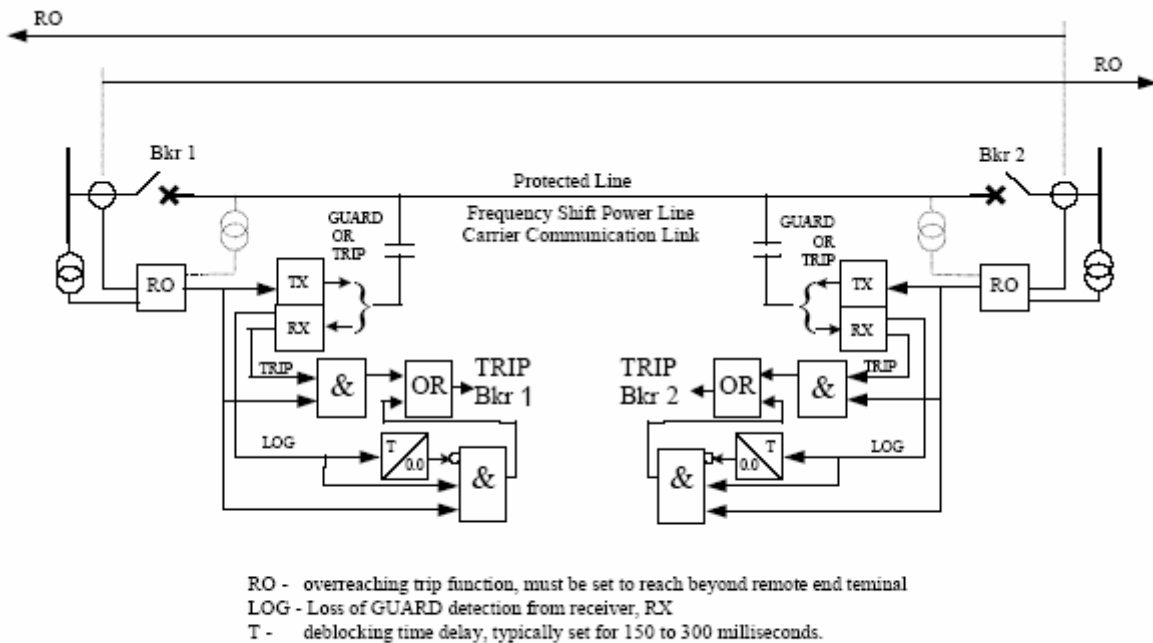 RO
RO
Bkr 1
Bkr 2
Protected Line
Frequency Shift Power Line
Carrier Communication Link
GUARD
OR
TRIP
GUARD
OR
TRIP
RO
TX
RX
TX
RX
RO
TRIP
&
OR
TRIP
Bkr 1
TRIP
Bkr 2
OR
&
TRIP
LOG
T
0.0
&
&
T
0.0
LOG
RO - overreaching trip function, must be set to reach beyond remote end teminal
LOG - Loss of GUARD detection from receiver, RX
T - deblocking time delay, typically set for 150 to 300 milliseconds.